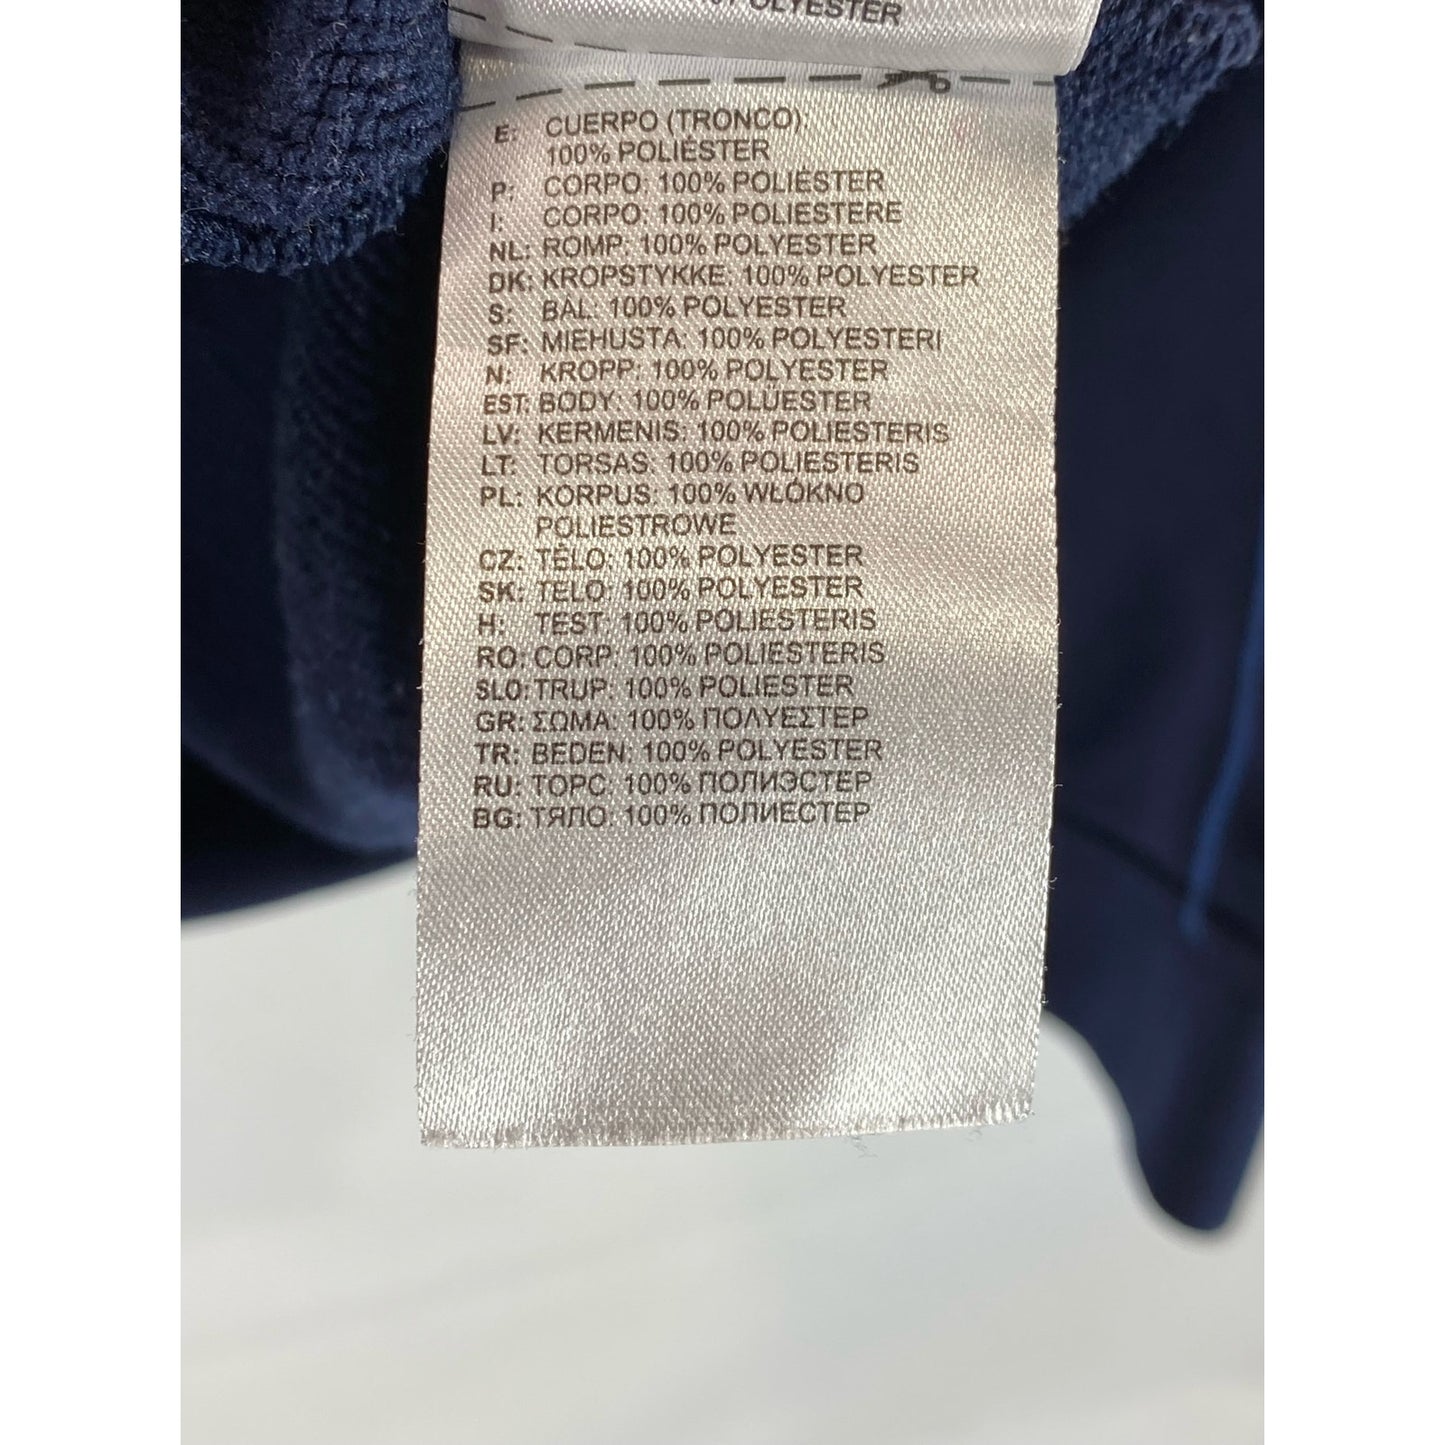 POLYESTER
E: CUERPO (TRONCO):
100% POLIÉSTER
P: CORPO: 100% POLIÉSTER
I: CORPO: 100% POLIESTERE
NL: ROMP: 100% POLYESTER
DK: KROPSTYKKE: 100% POLYESTER
S: BÅL: 100% POLYESTER
SF: MIEHUSTA: 100% POLYESTERI
N: KROPP: 100% POLYESTER
EST: BODY: 100% POLÜESTER
LV: KERMENIS: 100% POLIESTERIS
LT: TORSAS: 100% POLIESTERIS
PL: KORPUS: 100% WŁÓKNO
POLIESTROWE
CZ: TĚLO: 100% POLYESTER
SK: TELO: 100% POLYESTER
H: TEST: 100% POLIESTERIS
RO: CORP: 100% POLIESTERIS
SLO: TRUP: 100% POLIESTER
GR: ΣΩΜΑ: 100% ΠΟΛΥΕΣΤΕΡ
TR: BEDEN: 100% POLYESTER
RU: ТОРС: 100% ПОЛИЭСТЕР
BG: ТЯЛО: 100% ПОЛИЕСТЕР